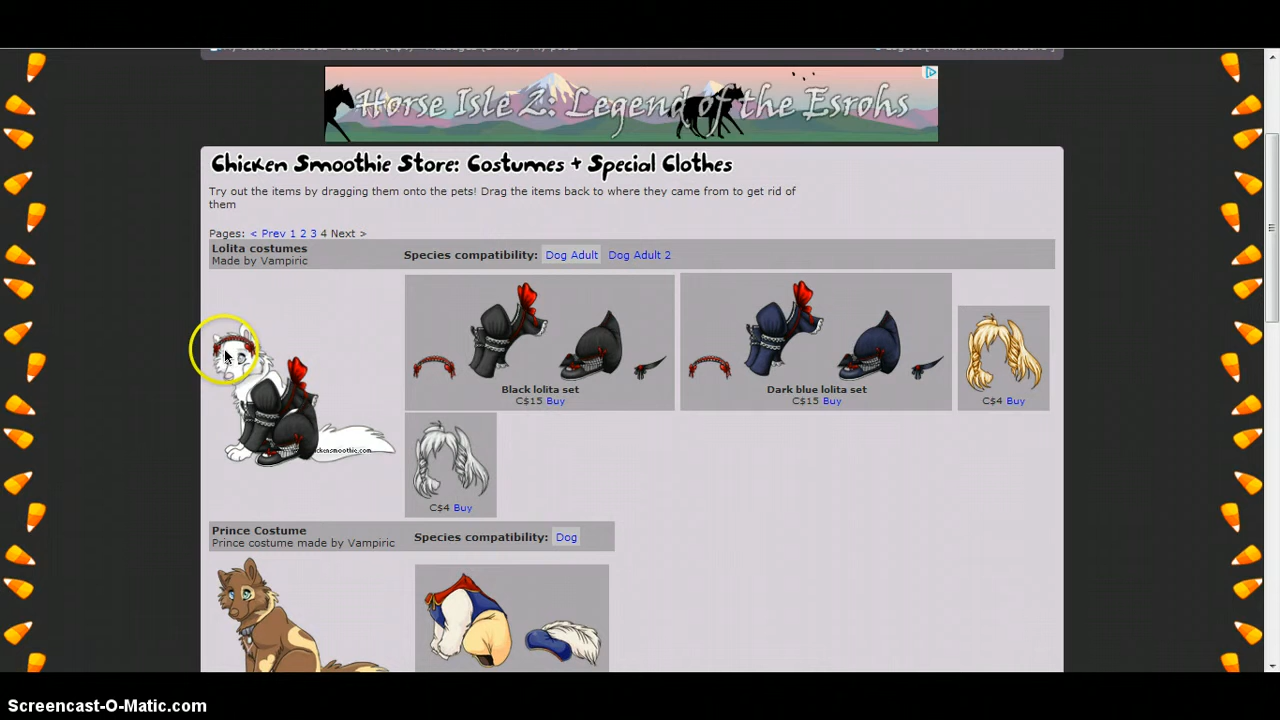 Horse Isle 2: Legend of the Esrohs
Chicken Smoothie Store: Costumes + Special Clothes
Try out the items by dragging them onto the pets! Drag the items back to where they came from to get rid of
them
Pages: < Prev 1 2 3 4 Next >
Lolita costumes
Made by Vampiric
Species compatibility: Dog Adult Dog Adult 2
Black lolita set
C$15 Buy
Dark blue lolita set
C$15 Buy
C$4 Buy
C$4 Buy
Prince Costume
Prince costume made by Vampiric
Species compatibility: Dog
Screencast-O-Matic.com